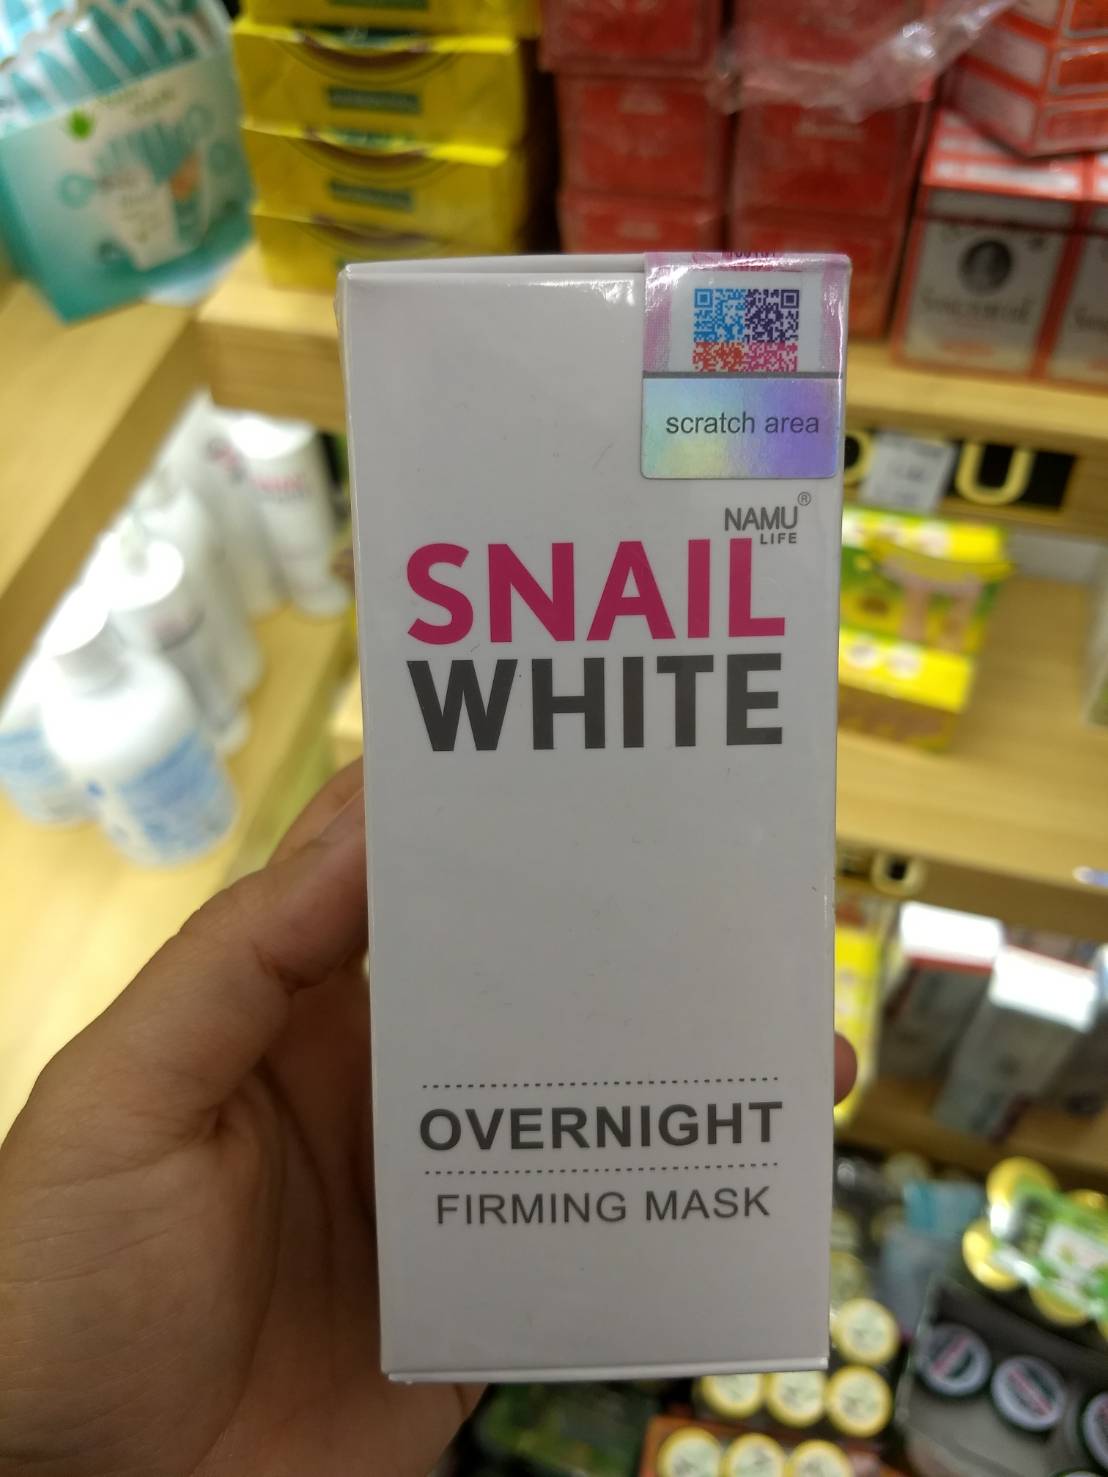 scratch area
NAMU®
LIFE
SNAIL
WHITE
OVERNIGHT
FIRMING MASK
U